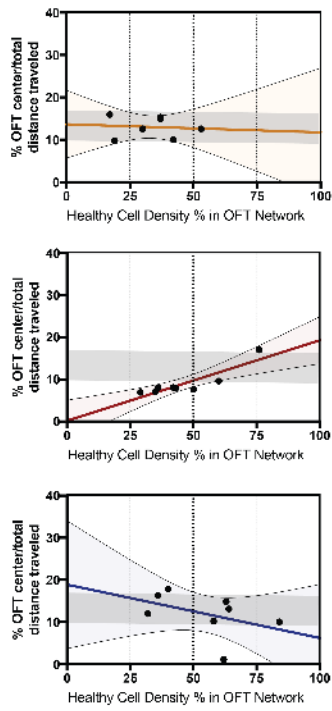 % OFT center/total
distance traveled
40
30
20
10
0
0 25 50 75 100
Healthy Cell Density % in OFT Network
% OFT center/total
distance traveled
40
30
20
10
0
0 25 50 75 100
Healthy Cell Density % in OFT Network
% OFT center/total
distance traveled
40
30
20
10
0
0 25 50 75 100
Healthy Cell Density % in OFT Network